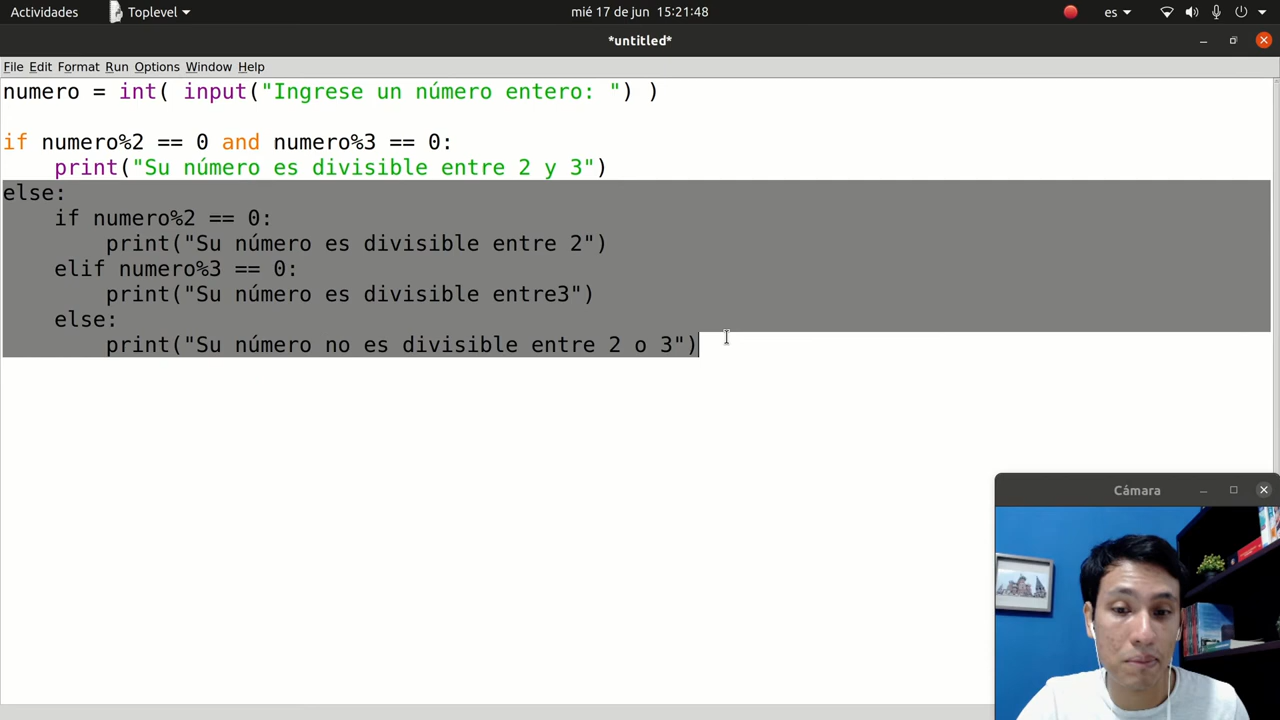 Actividades Toplevel mié 17 de jun 15:21:48 es
*untitled*
File Edit Format Run Options Window Help
numero = int( input("Ingrese un número entero: ") )
if numero%2 == 0 and numero%3 == 0:
    print("Su número es divisible entre 2 y 3")
else:
    if numero%2 == 0:
        print("Su número es divisible entre 2")
    elif numero%3 == 0:
        print("Su número es divisible entre3")
    else:
        print("Su número no es divisible entre 2 o 3")
Cámara